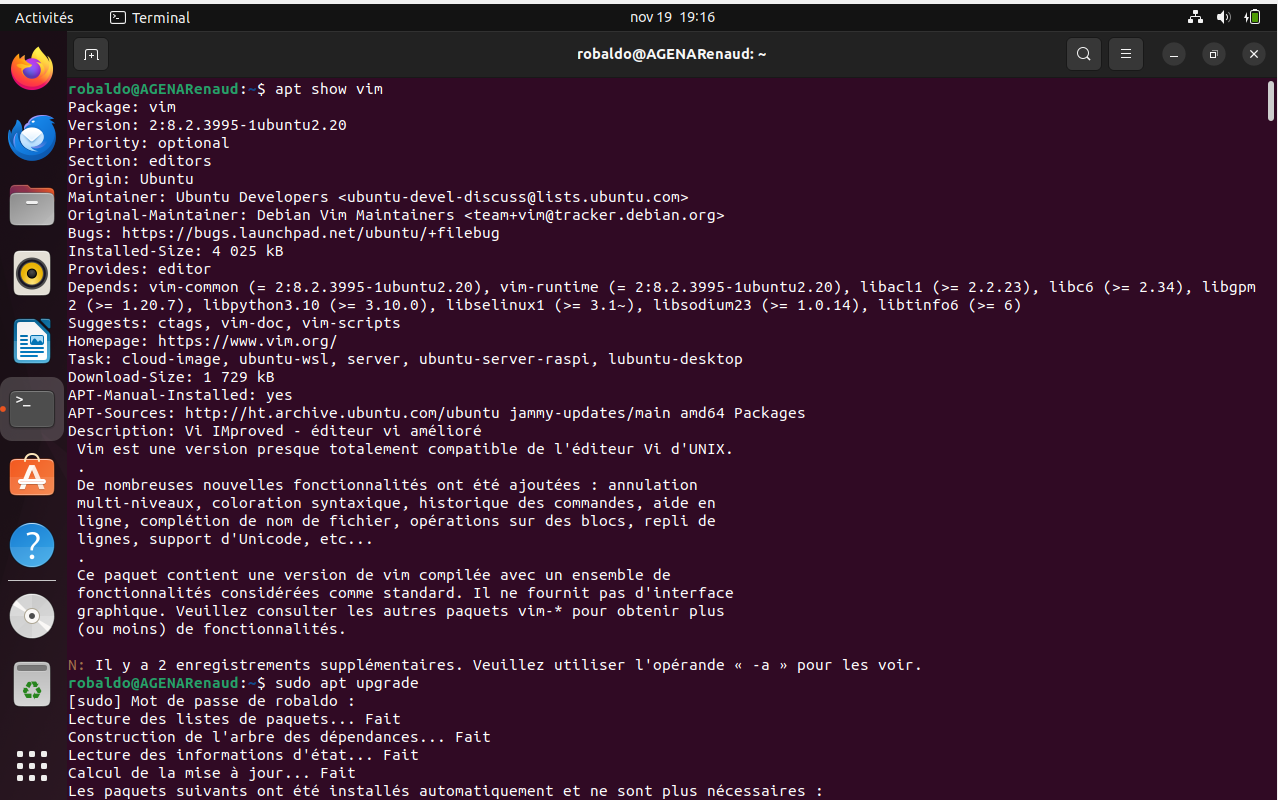 Activités
Terminal
nov 19 19:16
robaldo@AGENARenaud: ~
robaldo@AGENARenaud:~$ apt show vim
Package: vim
Version: 2:8.2.3995-1ubuntu2.20
Priority: optional
Section: editors
Origin: Ubuntu
Maintainer: Ubuntu Developers <ubuntu-devel-discuss@lists.ubuntu.com>
Original-Maintainer: Debian Vim Maintainers <team+vim@tracker.debian.org>
Bugs: https://bugs.launchpad.net/ubuntu/+filebug
Installed-Size: 4 025 kB
Provides: editor
Depends: vim-common (= 2:8.2.3995-1ubuntu2.20), vim-runtime (= 2:8.2.3995-1ubuntu2.20), libacl1 (>= 2.2.23), libc6 (>= 2.34), libgpm
2 (>= 1.20.7), libpython3.10 (>= 3.10.0), libselinux1 (>= 3.1~), libsodium23 (>= 1.0.14), libtinfo6 (>= 6)
Suggests: ctags, vim-doc, vim-scripts
Homepage: https://www.vim.org/
Task: cloud-image, ubuntu-wsl, server, ubuntu-server-raspi, lubuntu-desktop
Download-Size: 1 729 kB
APT-Manual-Installed: yes
APT-Sources: http://ht.archive.ubuntu.com/ubuntu jammy-updates/main amd64 Packages
Description: Vi IMproved - éditeur vi amélioré
 Vim est une version presque totalement compatible de l'éditeur Vi d'UNIX.
 .
 De nombreuses nouvelles fonctionnalités ont été ajoutées : annulation
 multi-niveaux, coloration syntaxique, historique des commandes, aide en
 ligne, complétion de nom de fichier, opérations sur des blocs, repli de
 lignes, support d'Unicode, etc...
 .
 Ce paquet contient une version de vim compilée avec un ensemble de
 fonctionnalités considérées comme standard. Il ne fournit pas d'interface
 graphique. Veuillez consulter les autres paquets vim-* pour obtenir plus
 (ou moins) de fonctionnalités.
N: Il y a 2 enregistrements supplémentaires. Veuillez utiliser l'opérande « -a » pour les voir.
robaldo@AGENARenaud:~$ sudo apt upgrade
[sudo] Mot de passe de robaldo :
Lecture des listes de paquets... Fait
Construction de l'arbre des dépendances... Fait
Lecture des informations d'état... Fait
Calcul de la mise à jour... Fait
Les paquets suivants ont été installés automatiquement et ne sont plus nécessaires :